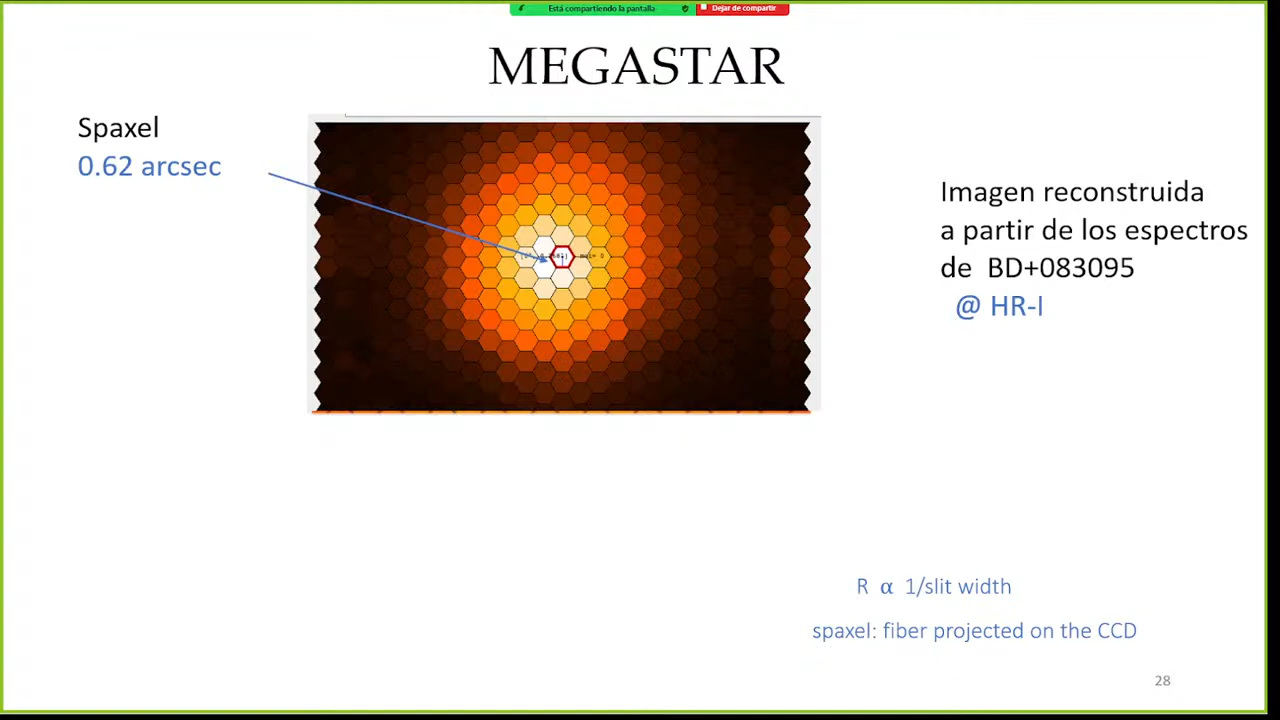 Está compartiendo la pantalla
Dejar de compartir
MEGASTAR
Spaxel
0.62 arcsec
Imagen reconstruida
a partir de los espectros
de BD+083095
@ HR-I
R α 1/slit width
spaxel: fiber projected on the CCD
28